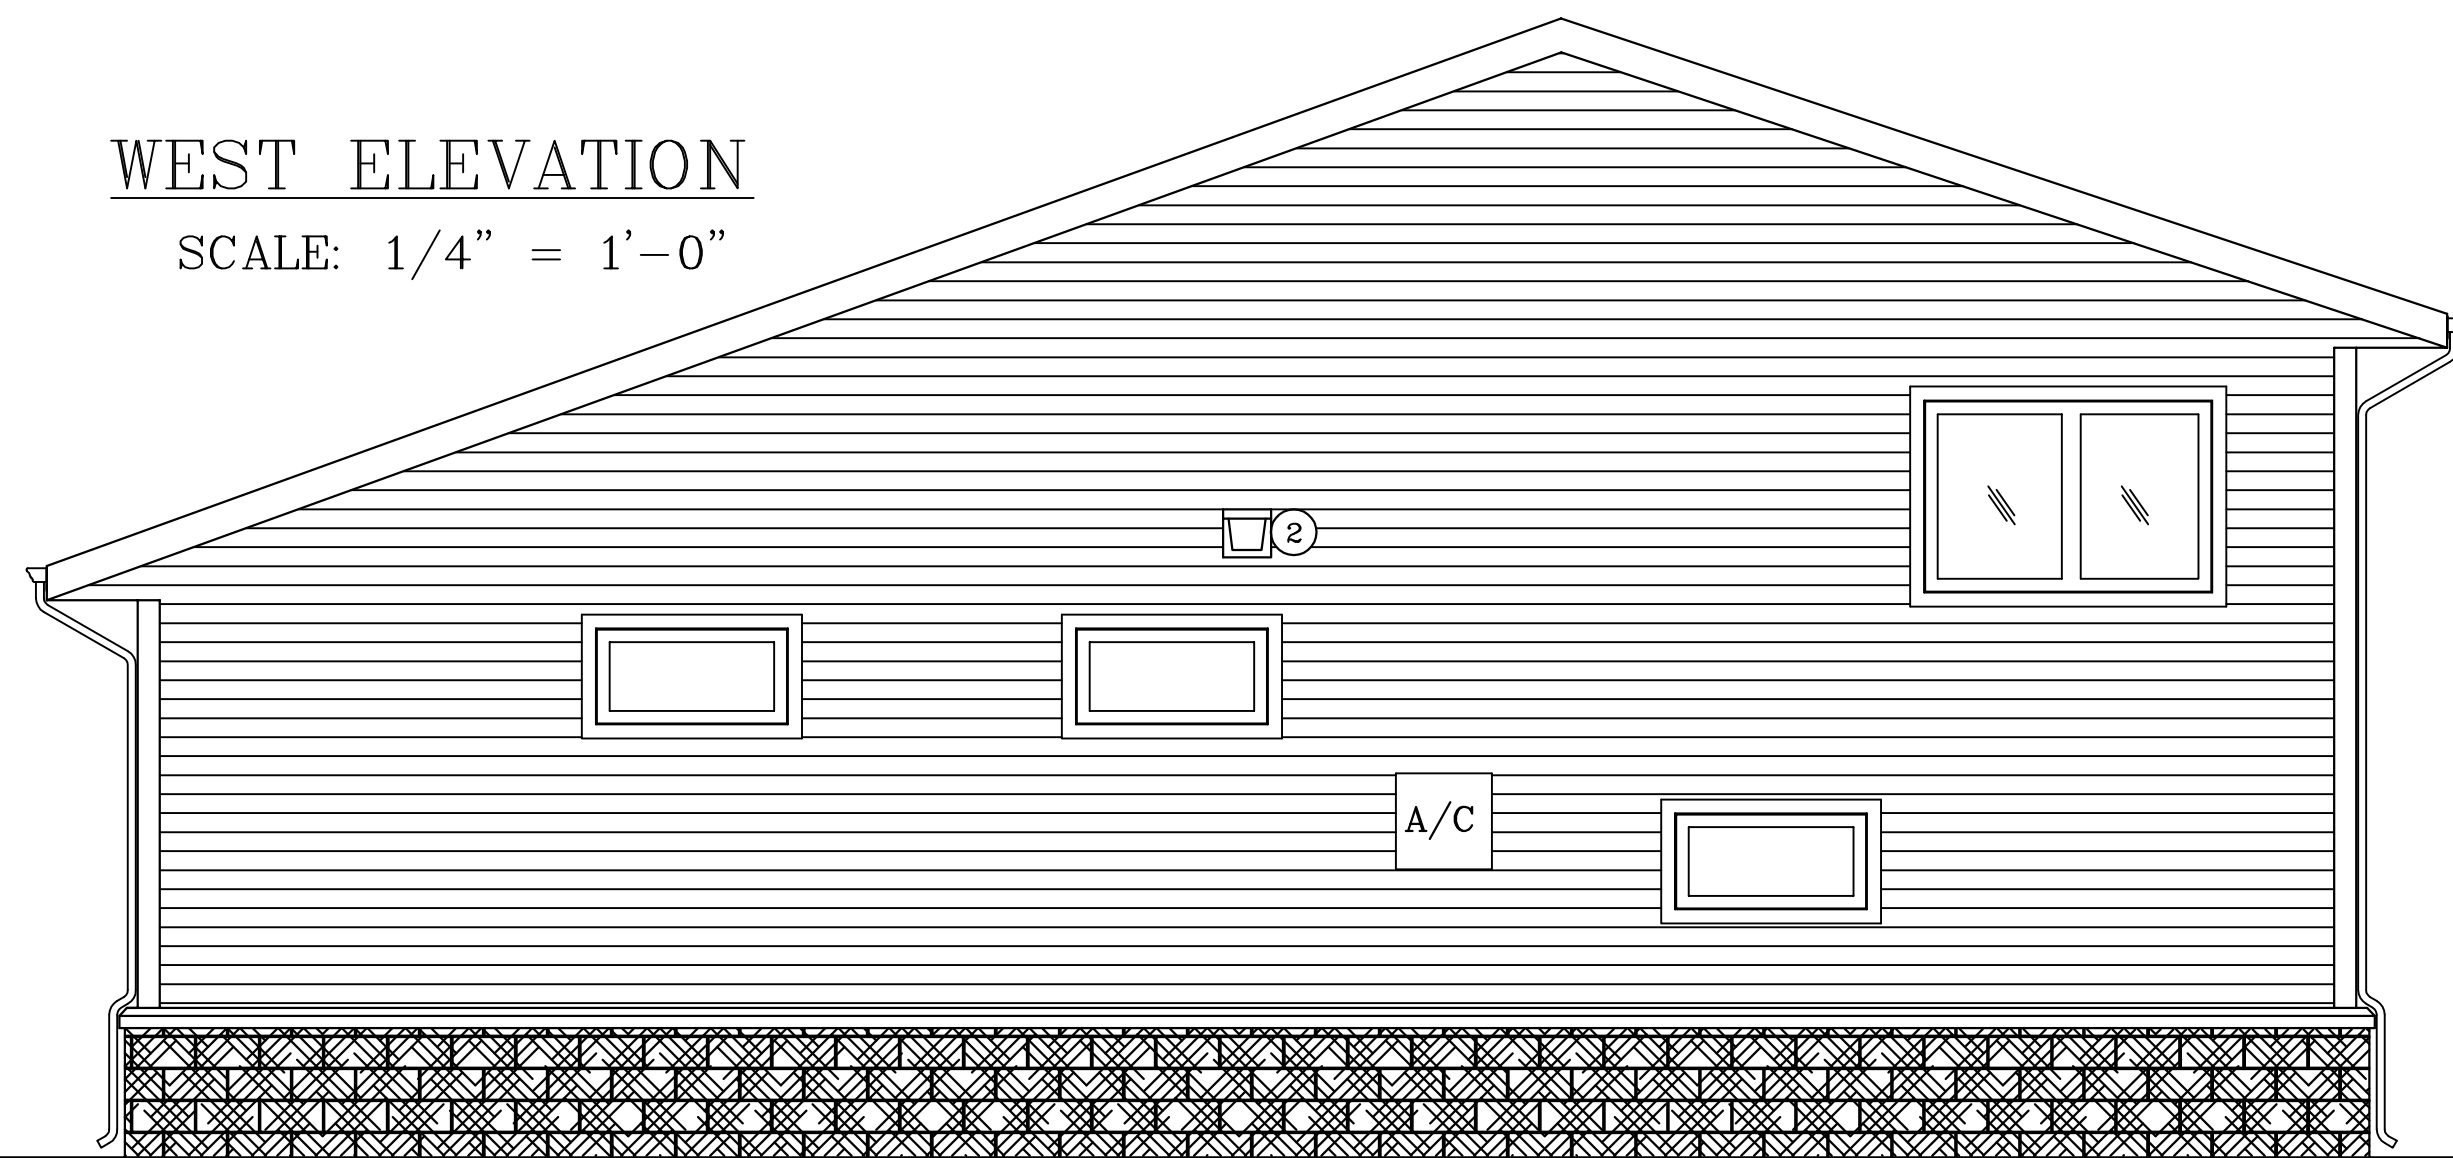 WEST ELEVATION
SCALE: 1/4" = 1'-0"
2
A/C